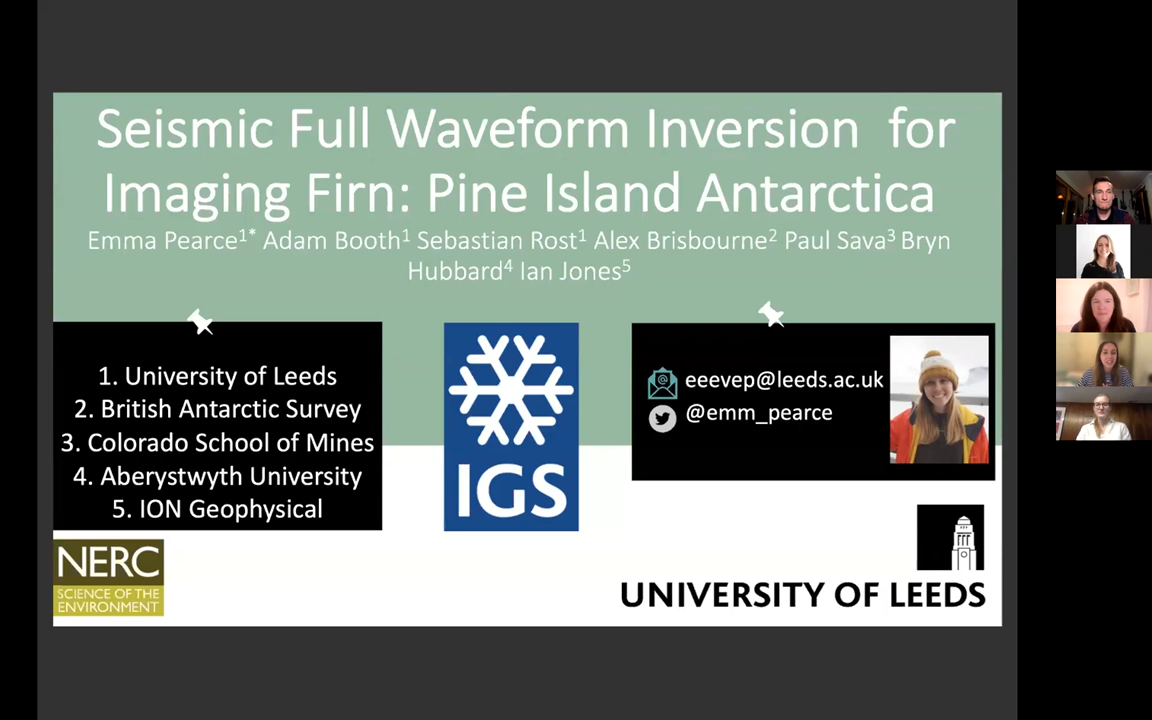 Seismic Full Waveform Inversion for
Imaging Firn: Pine Island Antarctica
Emma Pearce1* Adam Booth1 Sebastian Rost1 Alex Brisbourne2 Paul Sava3 Bryn
Hubbard4 Ian Jones5
1. University of Leeds
2. British Antarctic Survey
3. Colorado School of Mines
4. Aberystwyth University
5. ION Geophysical
IGS
eeevep@leeds.ac.uk
@emm_pearce
NERC
SCIENCE OF THE
ENVIRONMENT
UNIVERSITY OF LEEDS